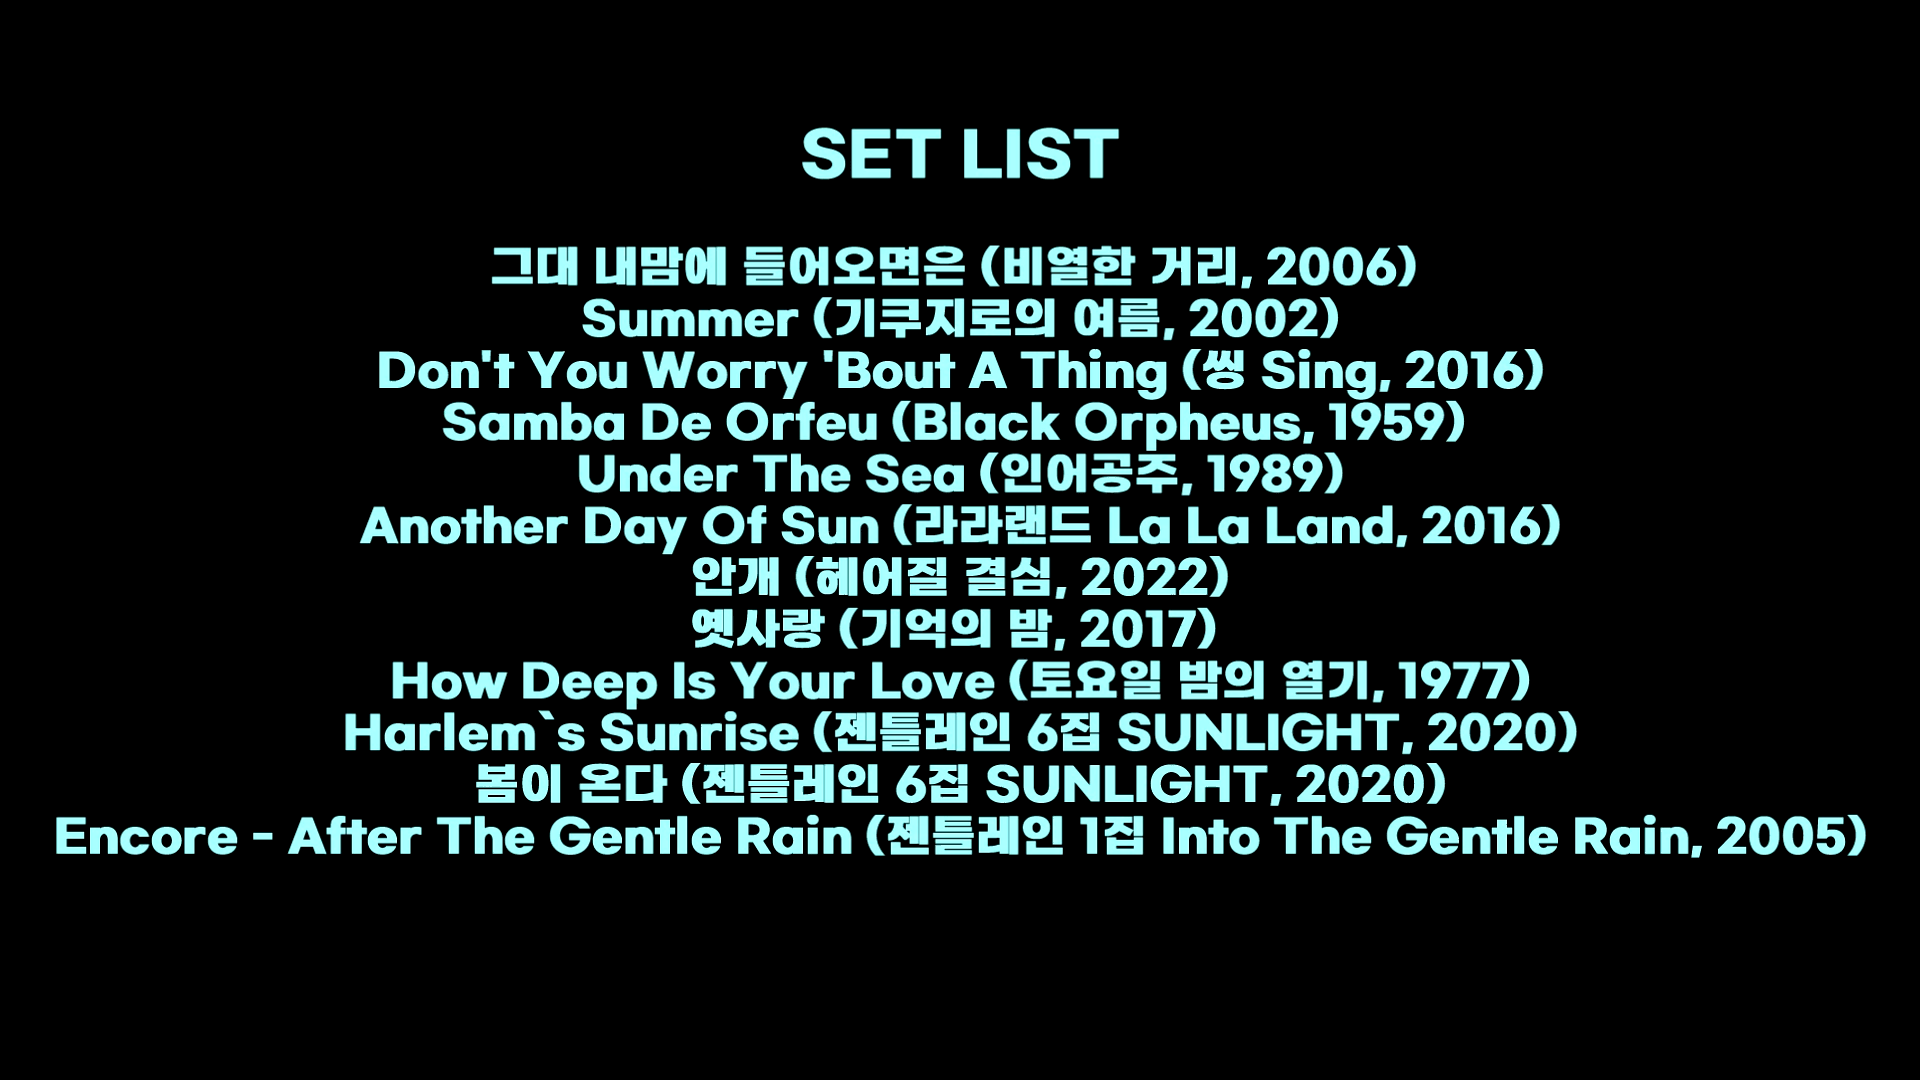 SET LIST
그대 내맘에 들어오면은 (비열한 거리, 2006)
Summer (기쿠지로의 여름, 2002)
Don't You Worry 'Bout A Thing (씽 Sing, 2016)
Samba De Orfeu (Black Orpheus, 1959)
Under The Sea (인어공주, 1989)
Another Day Of Sun (라라랜드 La La Land, 2016)
안개 (헤어질 결심, 2022)
옛사랑 (기억의 밤, 2017)
How Deep Is Your Love (토요일 밤의 열기, 1977)
Harlem`s Sunrise (젠틀레인 6집 SUNLIGHT, 2020)
봄이 온다 (젠틀레인 6집 SUNLIGHT, 2020)
Encore - After The Gentle Rain (젠틀레인 1집 Into The Gentle Rain, 2005)